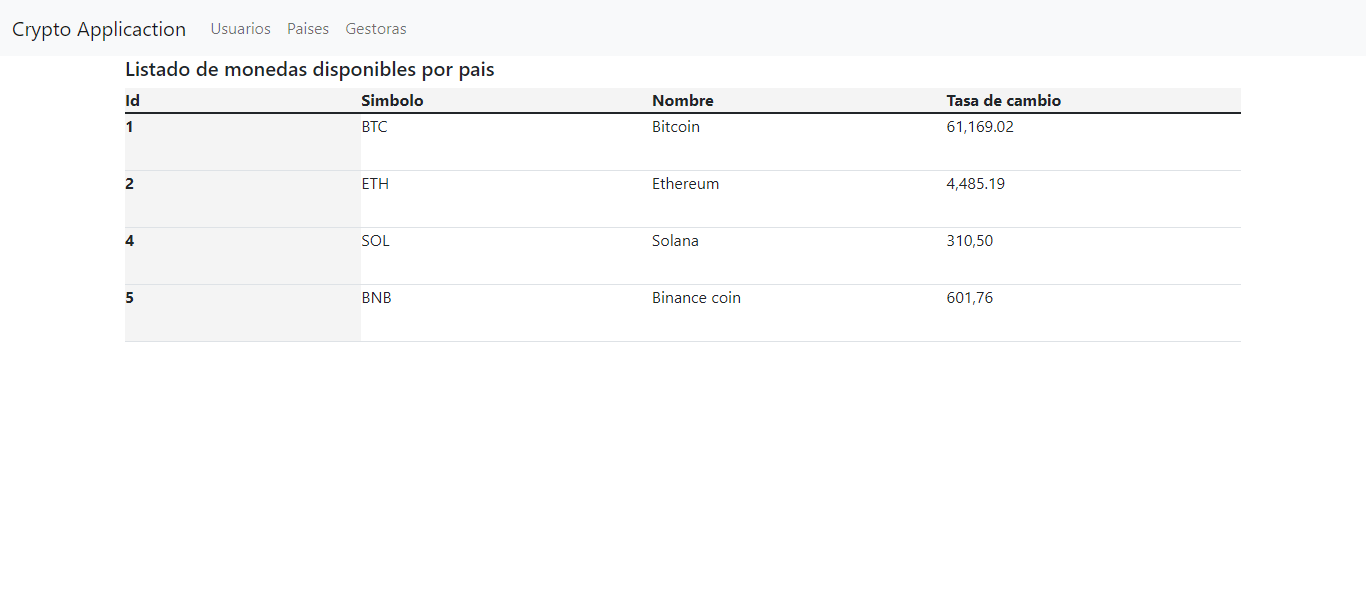 Crypto Applicaction Usuarios Paises Gestoras
Listado de monedas disponibles por pais
Id Simbolo Nombre Tasa de cambio
1 BTC Bitcoin 61,169.02
2 ETH Ethereum 4,485.19
4 SOL Solana 310,50
5 BNB Binance coin 601,76